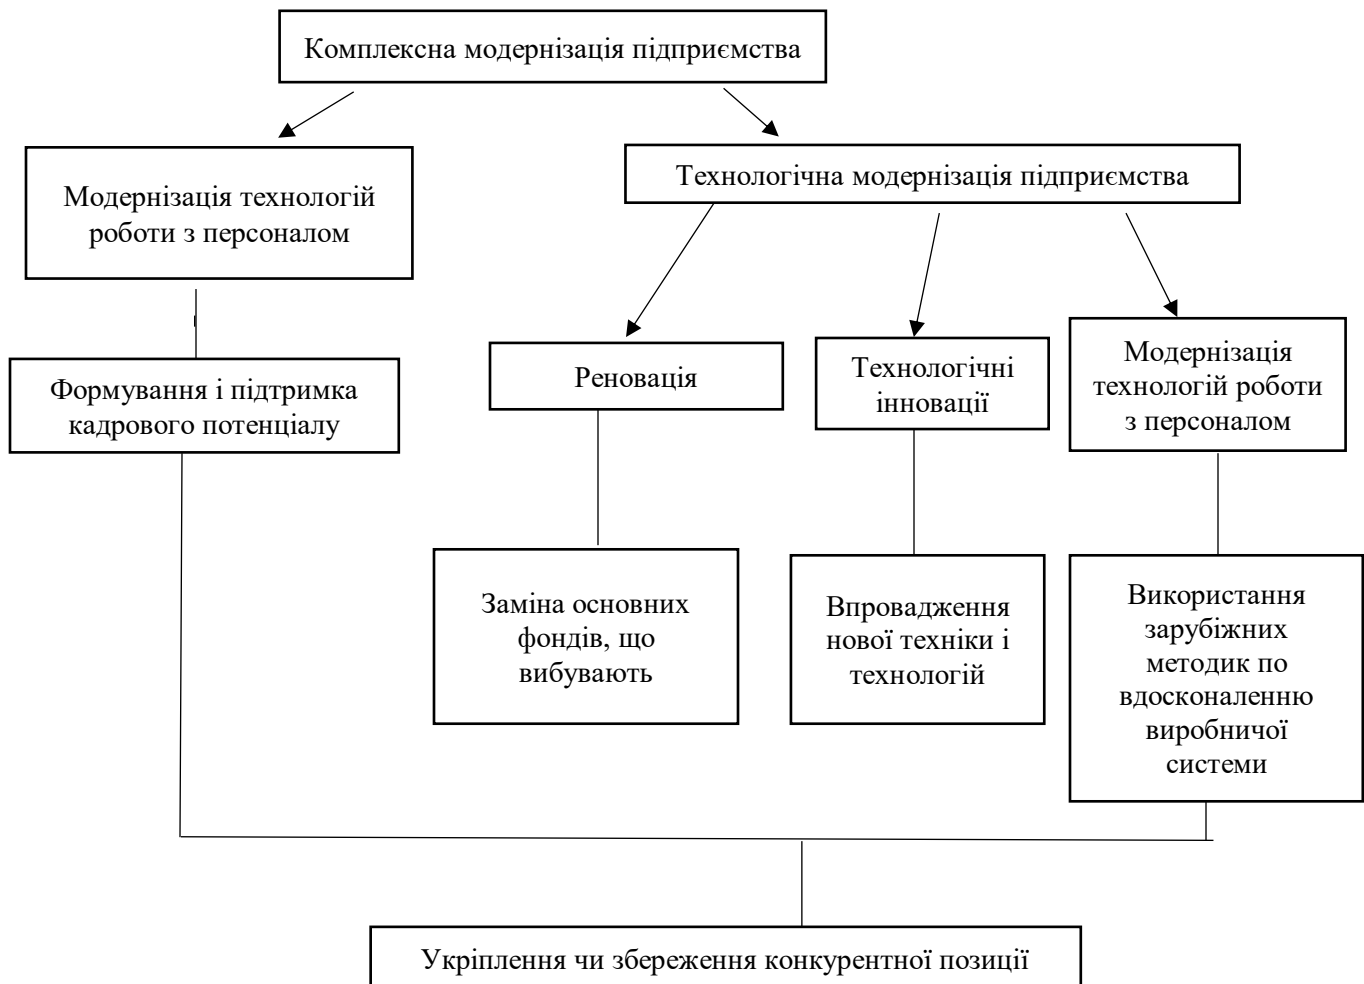 Комплексна модернізація підприємства
Модернізація технологій
роботи з персоналом
Технологічна модернізація підприємства
Формування і підтримка
кадрового потенціалу
Реновація
Технологічні
інновації
Модернізація
технологій роботи
з персоналом
Заміна основних
фондів, що
вибувають
Впровадження
нової техніки і
технологій
Використання
зарубіжних
методик по
вдосконаленню
виробничої
системи
Укріплення чи збереження конкурентної позиції